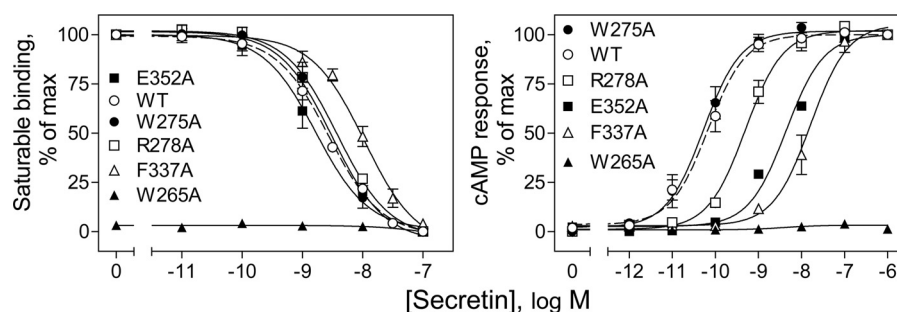 Saturable binding,
% of max
100
75
50
25
0
E352A
WT
W275A
R278A
F337A
W265A
0
-11
-10
-9
-8
-7
cAMP response,
% of max
100
75
50
25
0
W275A
WT
R278A
E352A
F337A
W265A
0
-12
-11
-10
-9
-8
-7
-6
[Secretin], log M